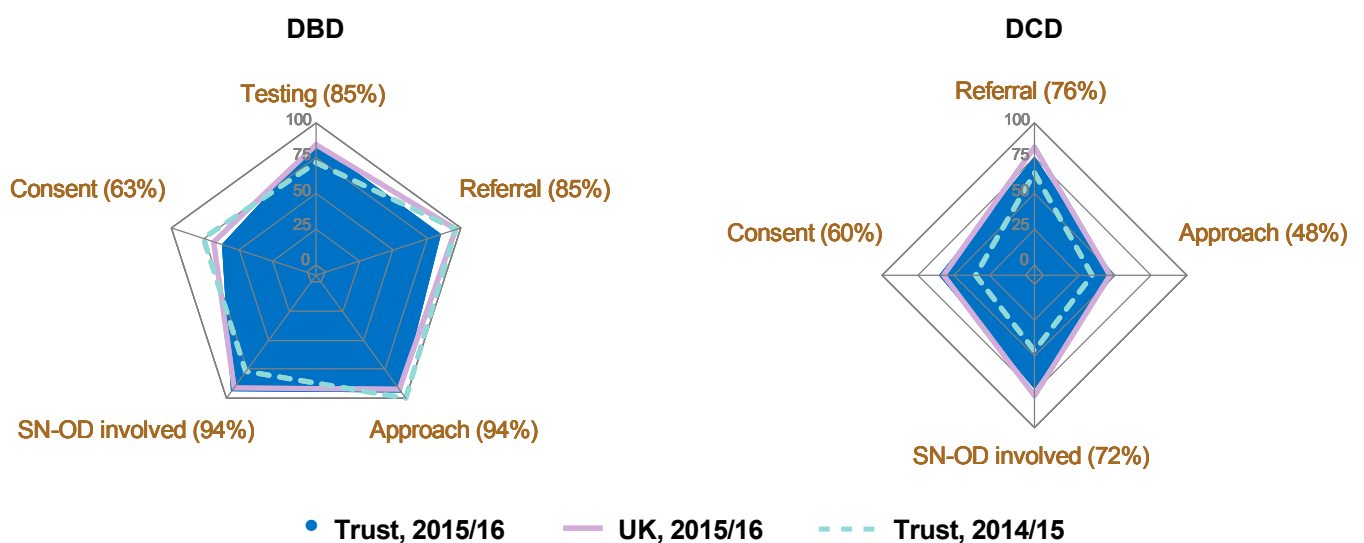 DBD
Testing (85%)
100
75
50
25
0
Consent (63%)
Referral (85%)
SN-OD involved (94%)
Approach (94%)
DCD
Referral (76%)
100
75
50
25
0
Consent (60%)
Approach (48%)
SN-OD involved (72%)
Trust, 2015/16
UK, 2015/16
Trust, 2014/15